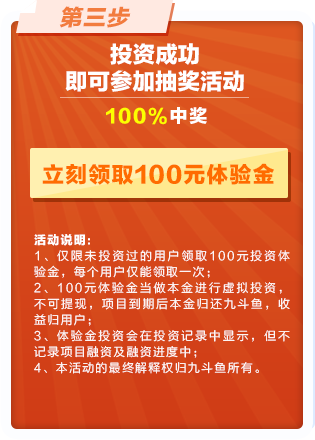 第三步
投资成功
即可参加抽奖活动
100%中奖
立刻领取100元体验金
活动说明:
1、仅限未投资过的用户领取100元投资体
验金，每个用户仅能领取一次；
2、100元体验金当做本金进行虚拟投资，
不可提现，项目到期后本金归还九斗鱼，收
益归用户；
3、体验金投资会在投资记录中显示，但不
记录项目融资及融资进度中；
4、本活动的最终解释权归九斗鱼所有。